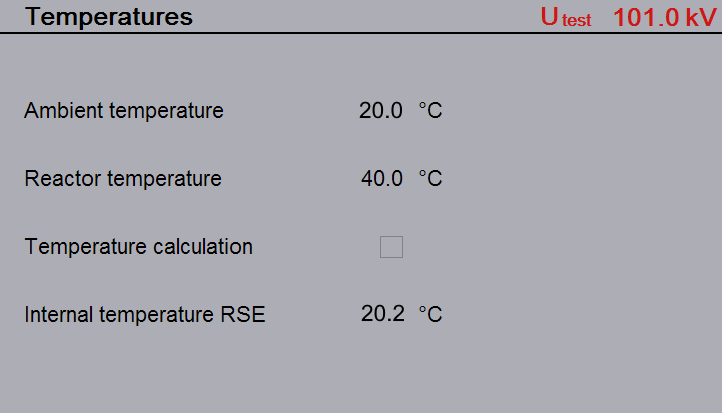 Temperatures U test 101.0 kV
Ambient temperature 20.0 °C
Reactor temperature 40.0 °C
Temperature calculation
Internal temperature RSE 20.2 °C